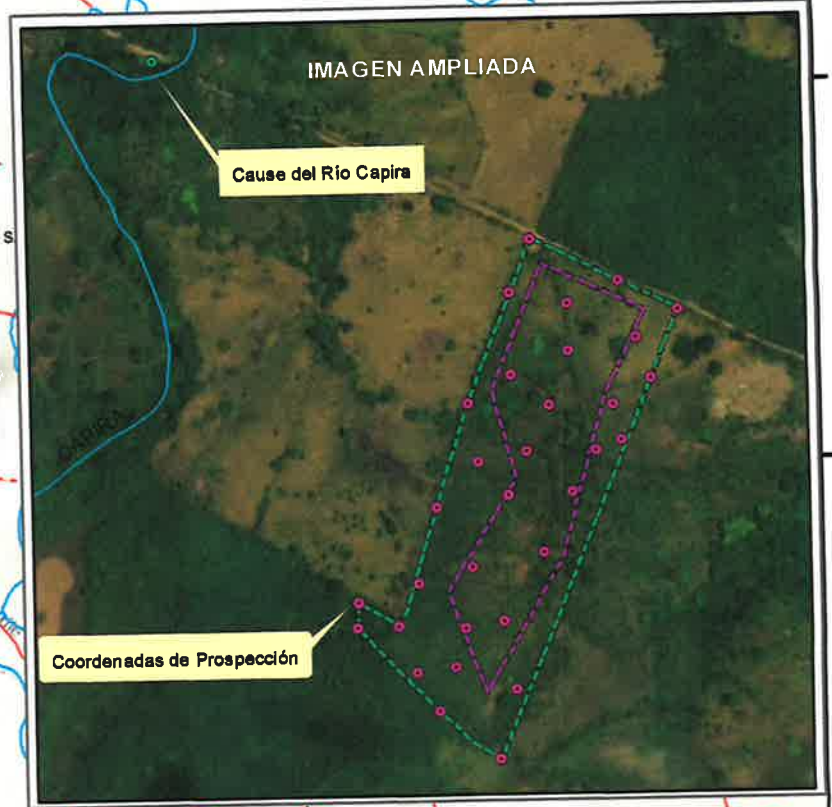 IMAGEN AMPLIADA
Cause del Río Capira
S
CAPIRA
Coordenadas de Prospección